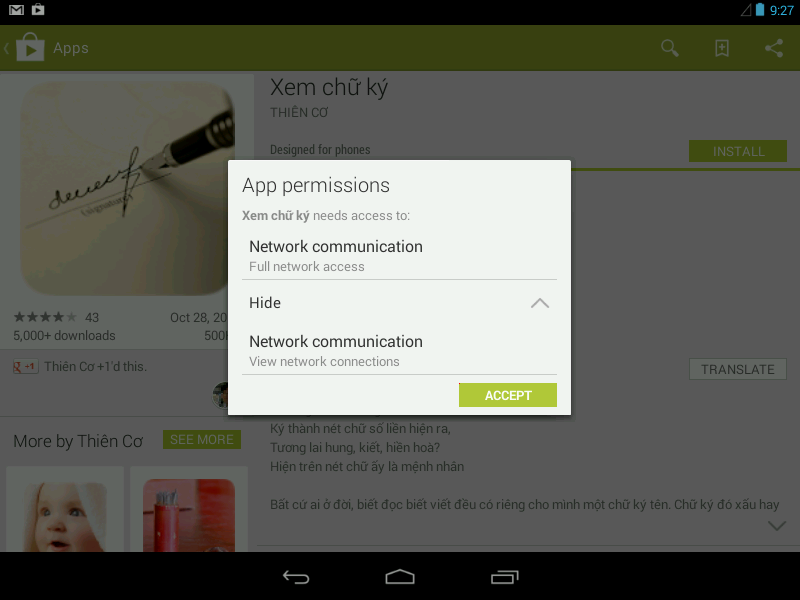 9:27
Apps
Xem chữ ký
THIÊN CƠ
Designed for phones
INSTALL
App permissions
Xem chữ ký needs access to:
Network communication
Full network access
Hide
Network communication
View network connections
ACCEPT
43
Oct 28, 20
5,000+ downloads
500
+1
Thiên Cơ +1'd this.
TRANSLATE
More by Thiên Cơ
SEE MORE
Ký thành nét chữ số liền hiện ra,
Tương lai hung, kiết, hiền hoà?
Hiện trên nét chữ ấy là mệnh nhân
Bất cứ ai ở đời, biết đọc biết viết đều có riêng cho mình một chữ ký tên. Chữ ký đó xấu hay